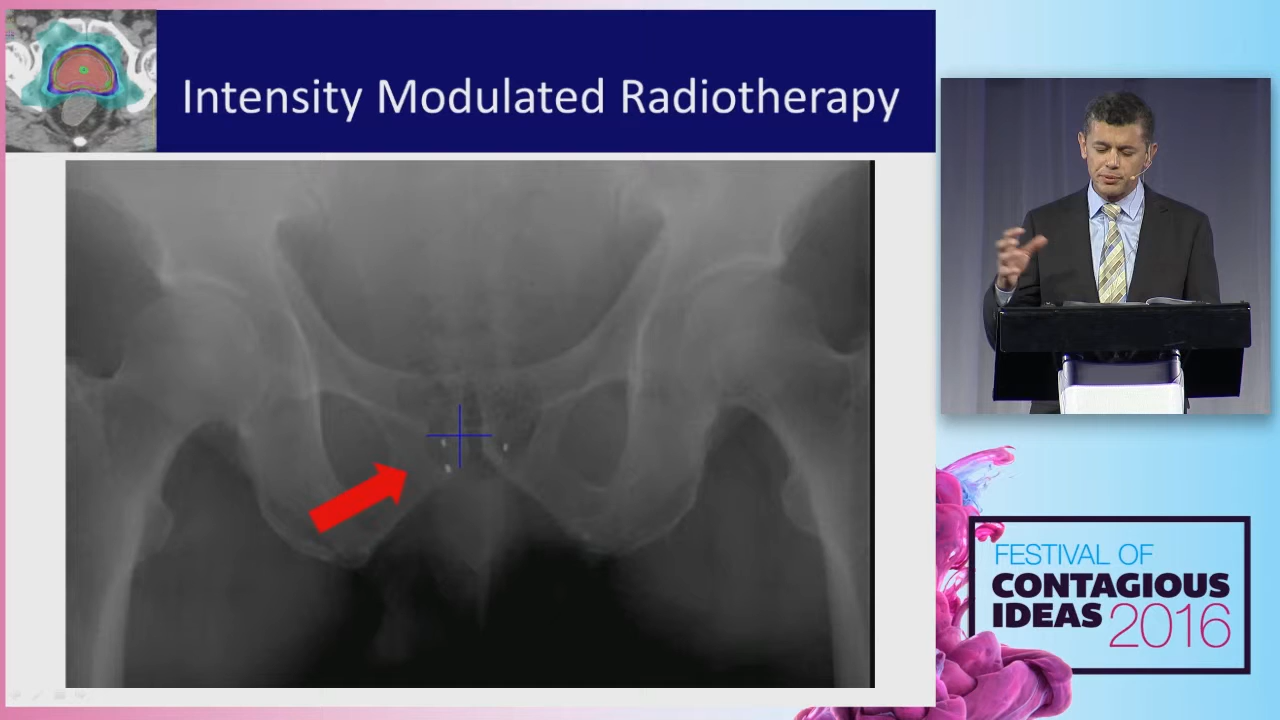 Intensity Modulated Radiotherapy
FESTIVAL OF
CONTAGIOUS
IDEAS 2016